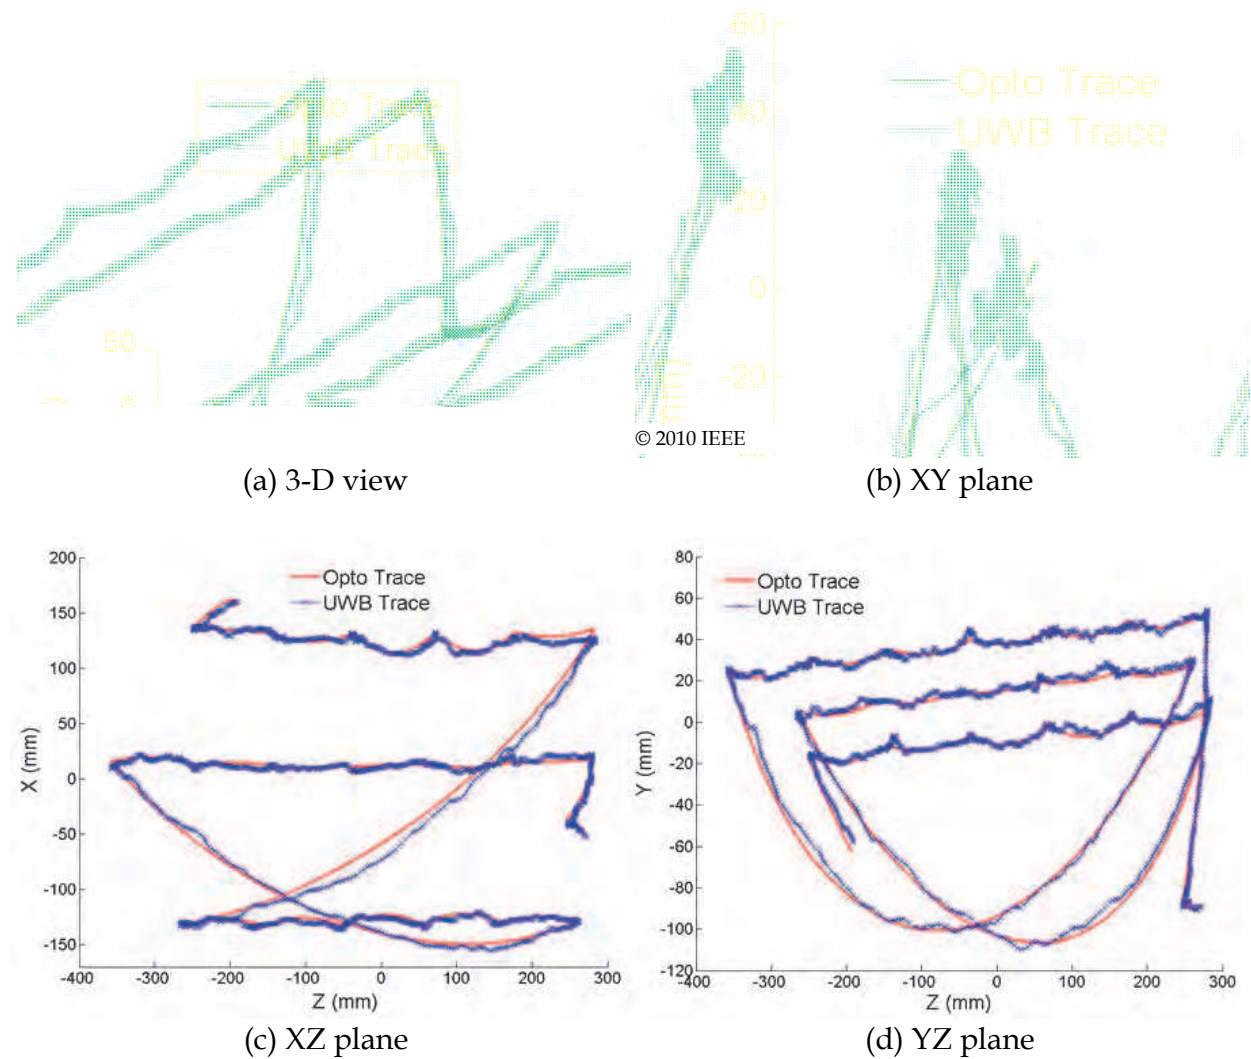 Opto Trace
UWB Trace
50
0
60
40
20
0
-20
Opto Trace
UWB Trace
© 2010 IEEE
(a) 3-D view
(b) XY plane
200
150
100
50
0
-50
-100
-150
X (mm)
Opto Trace
UWB Trace
-400 -300 -200 -100 0 100 200 300
Z (mm)
(c) XZ plane
80
60
40
20
0
-20
-40
-60
-80
-100
-120
Y (mm)
Opto Trace
UWB Trace
-400 -300 -200 -100 0 100 200 300
Z (mm)
(d) YZ plane